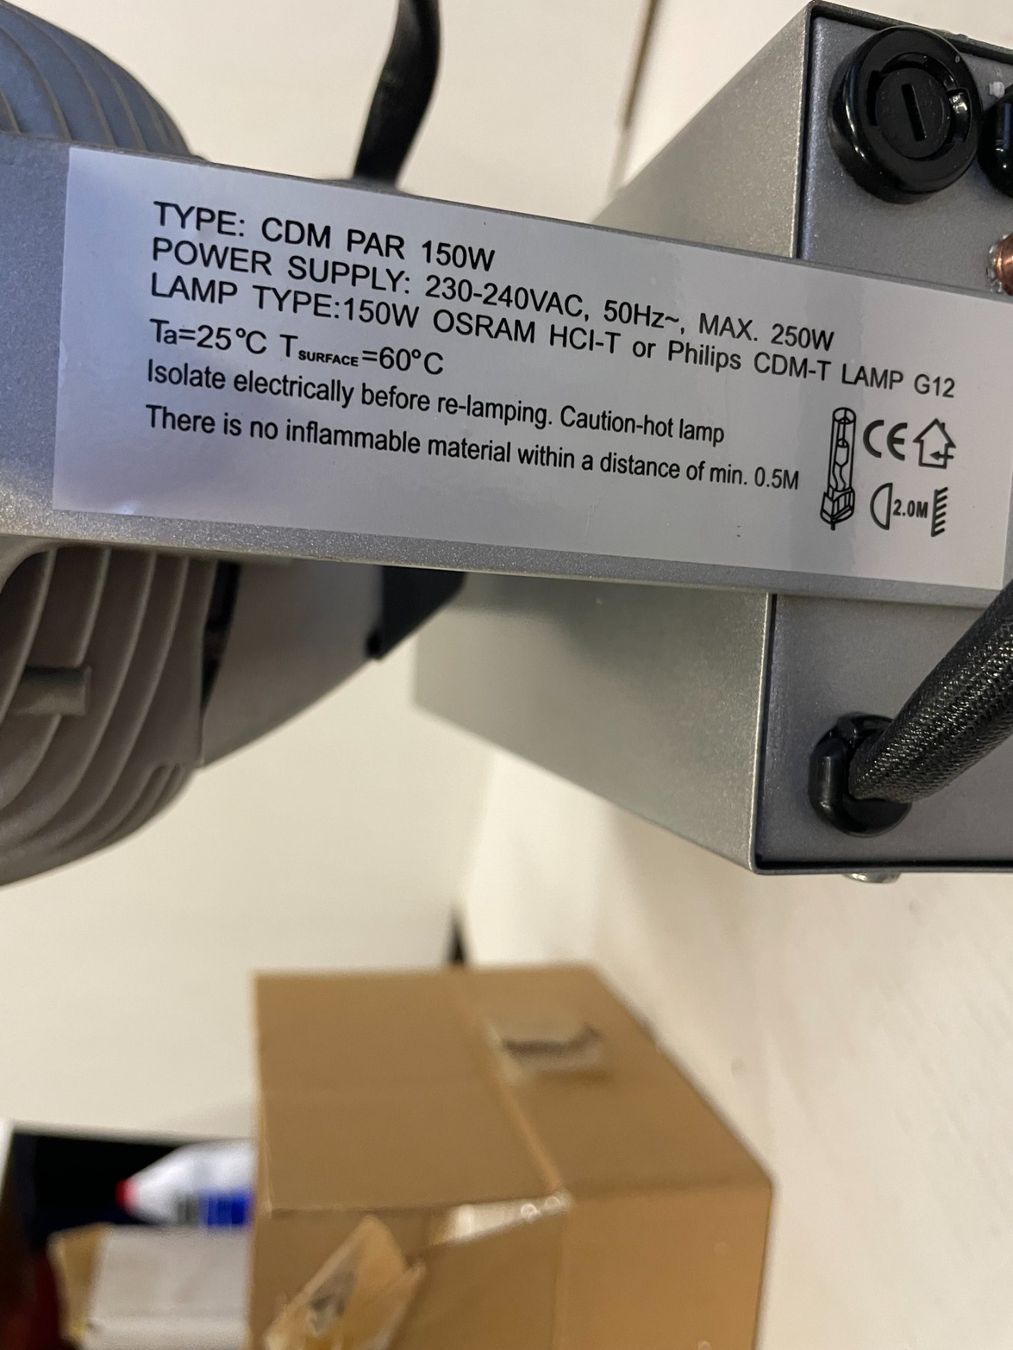 TYPE: CDM PAR 150W
POWER SUPPLY: 230-240VAC, 50Hz~, MAX. 250W
LAMP TYPE:150W OSRAM HCI-T or Philips CDM-T LAMP G12
Ta=25°C TSURFACE=60°C
Isolate electrically before re-lamping. Caution-hot lamp
There is no inflammable material within a distance of min. 0.5M
CE
2.0M